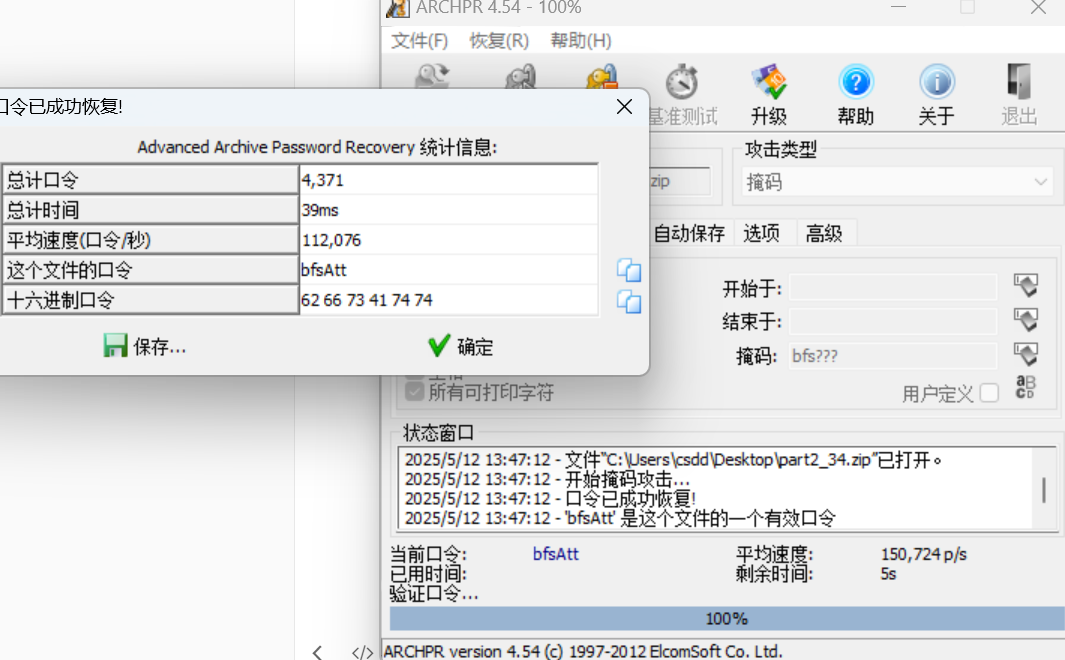 ARCHPR 4.54 - 100%
文件(F) 恢复(R) 帮助(H)
基准测试 升级 帮助 关于 退出
口令已成功恢复!
Advanced Archive Password Recovery 统计信息:
总计口令 4,371
总计时间 39ms
平均速度(口令/秒) 112,076
这个文件的口令 bfsAtt
十六进制口令 62 66 73 41 74 74
保存... 确定
攻击类型
zip 掩码
自动保存 选项 高级
开始于:
结束于:
掩码: bfs???
所有可打印字符 用户定义
状态窗口
2025/5/12 13:47:12 - 文件“C:\Users\csdd\Desktop\part2_34.zip”已打开。
2025/5/12 13:47:12 - 开始掩码攻击...
2025/5/12 13:47:12 - 口令已成功恢复!
2025/5/12 13:47:12 - 'bfsAtt' 是这个文件的一个有效口令
当前口令: bfsAtt 平均速度: 150,724 p/s
已用时间: 剩余时间: 5s
验证口令...
100%
ARCHPR version 4.54 (c) 1997-2012 ElcomSoft Co. Ltd.